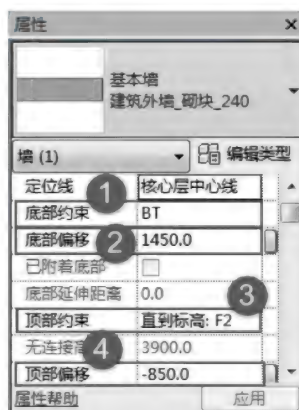 属性
基本墙
建筑外墙_砌块_240
墙 (1) 编辑类型
定位线 1 核心层中心线
底部约束 BT
底部偏移 2 1450.0
已附着底部
底部延伸距离 0.0 3
顶部约束 直到标高: F2
无连接 4 3900.0
顶部偏移 -850.0
属性帮助 应用